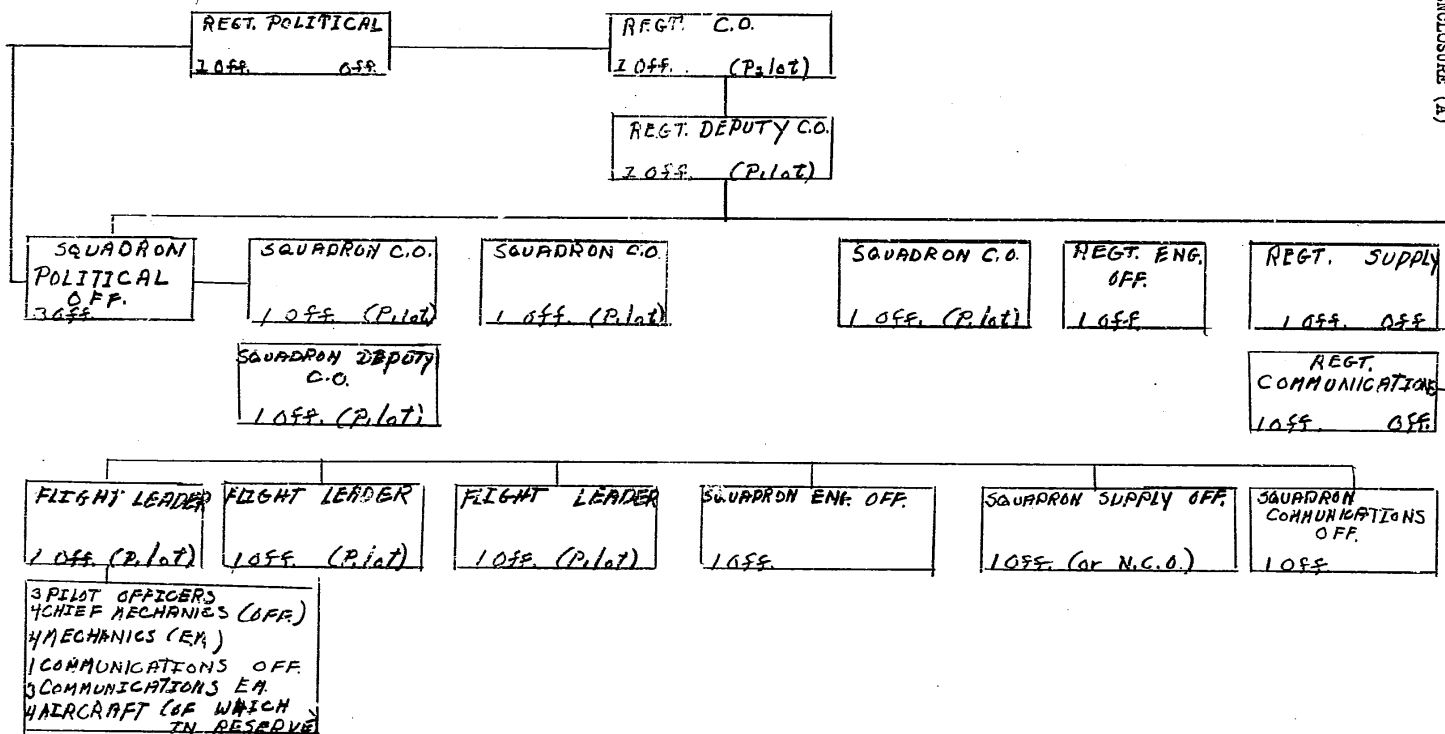 ENCLOSURE (A)
REGT. POLITICAL
1 Off. Off.
REGT. C.O.
1 Off. (Pilot)
REGT. DEPUTY C.O.
1 Off. (Pilot)
SQUADRON
POLITICAL
OFF.
3 Off
SQUADRON C.O.
1 Off (Pilot)
SQUADRON C.O.
1 Off. (Pilot)
SQUADRON C.O.
1 Off. (Pilot)
REGT. ENG.
OFF.
1 Off
REGT. SUPPLY
1 Off. Off
SQUADRON DEPUTY
C.O.
1 Off. (Pilot)
REGT.
COMMUNICATIONS
1 Off. Off.
FLIGHT LEADER
1 Off. (Pilot)
FLIGHT LEADER
1 Off. (Pilot)
FLIGHT LEADER
1 Off. (Pilot)
SQUADRON ENG. OFF.
1 Off.
SQUADRON SUPPLY OFF.
1 Off. (or N.C.O.)
SQUADRON
COMMUNICATIONS
OFF.
1 Off
3 PILOT OFFICERS
4 CHIEF MECHANICS (OFF.)
4 MECHANICS (EM)
1 COMMUNICATIONS OFF.
3 COMMUNICATIONS EM.
4 AIRCRAFT (OF WHICH
IN RESERVE)